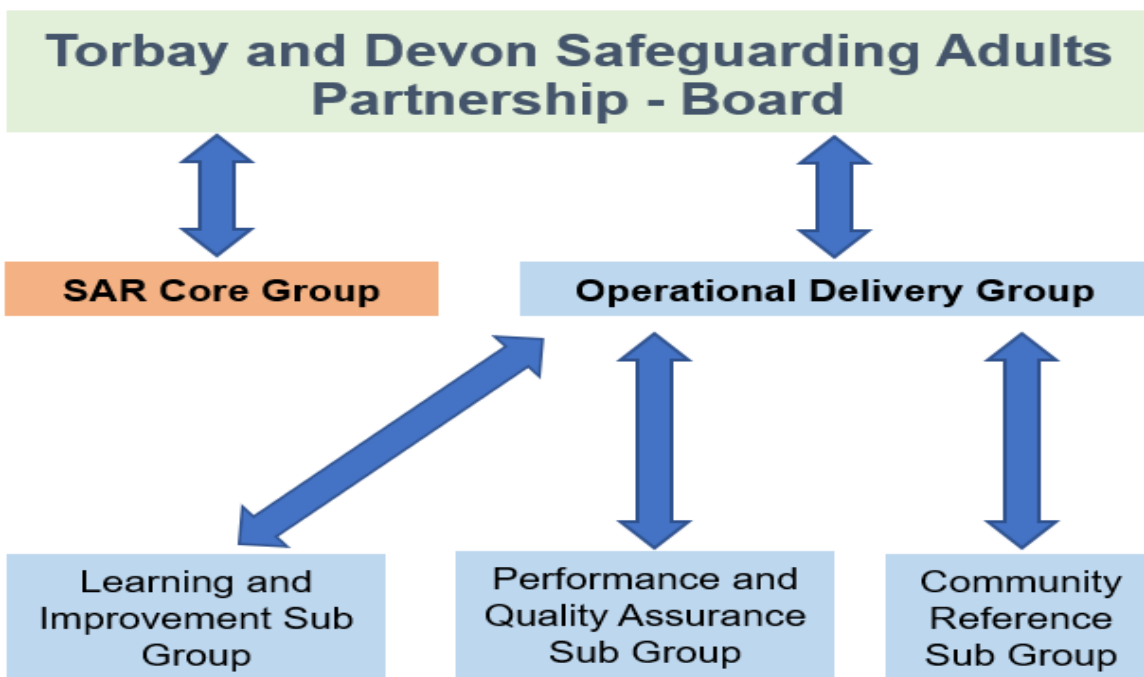 Torbay and Devon Safeguarding Adults
Partnership - Board
SAR Core Group
Operational Delivery Group
Learning and
Improvement Sub
Group
Performance and
Quality Assurance
Sub Group
Community
Reference
Sub Group